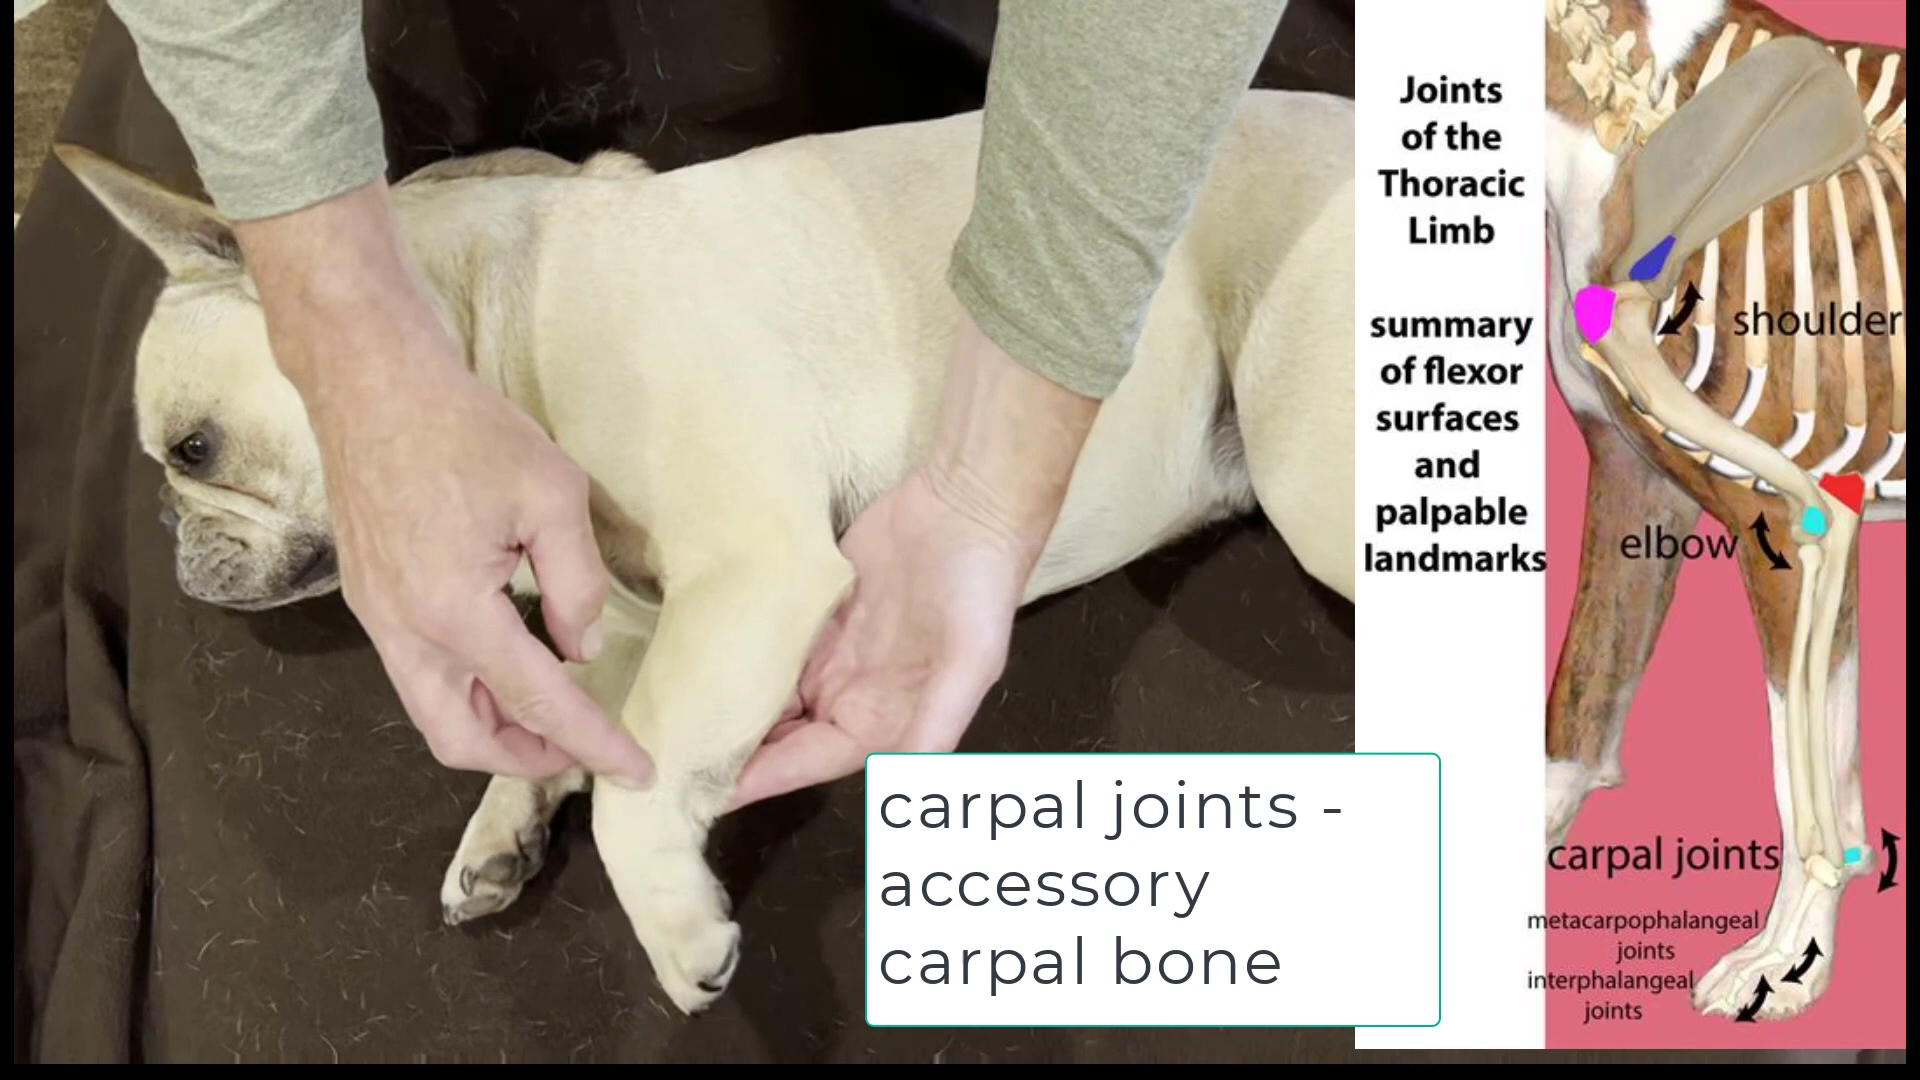 Joints
of the
Thoracic
Limb
summary
of flexor
surfaces
and
palpable
landmarks
shoulder
elbow
carpal joints
metacarpophalangeal
joints
interphalangeal
joints
carpal joints -
accessory
carpal bone